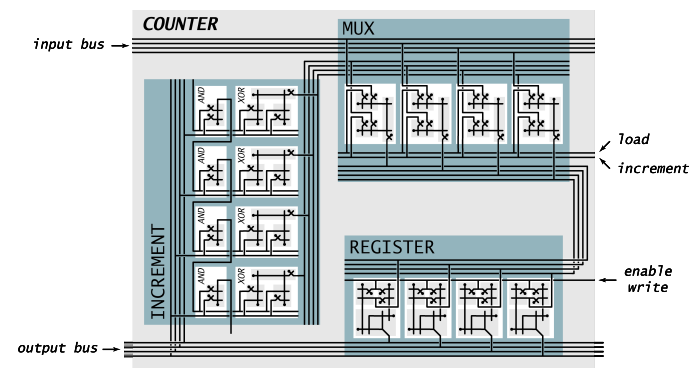 COUNTER
MUX
input bus
AND
XOR
AND
XOR
AND
XOR
AND
XOR
INCREMENT
load
increment
REGISTER
enable
write
output bus